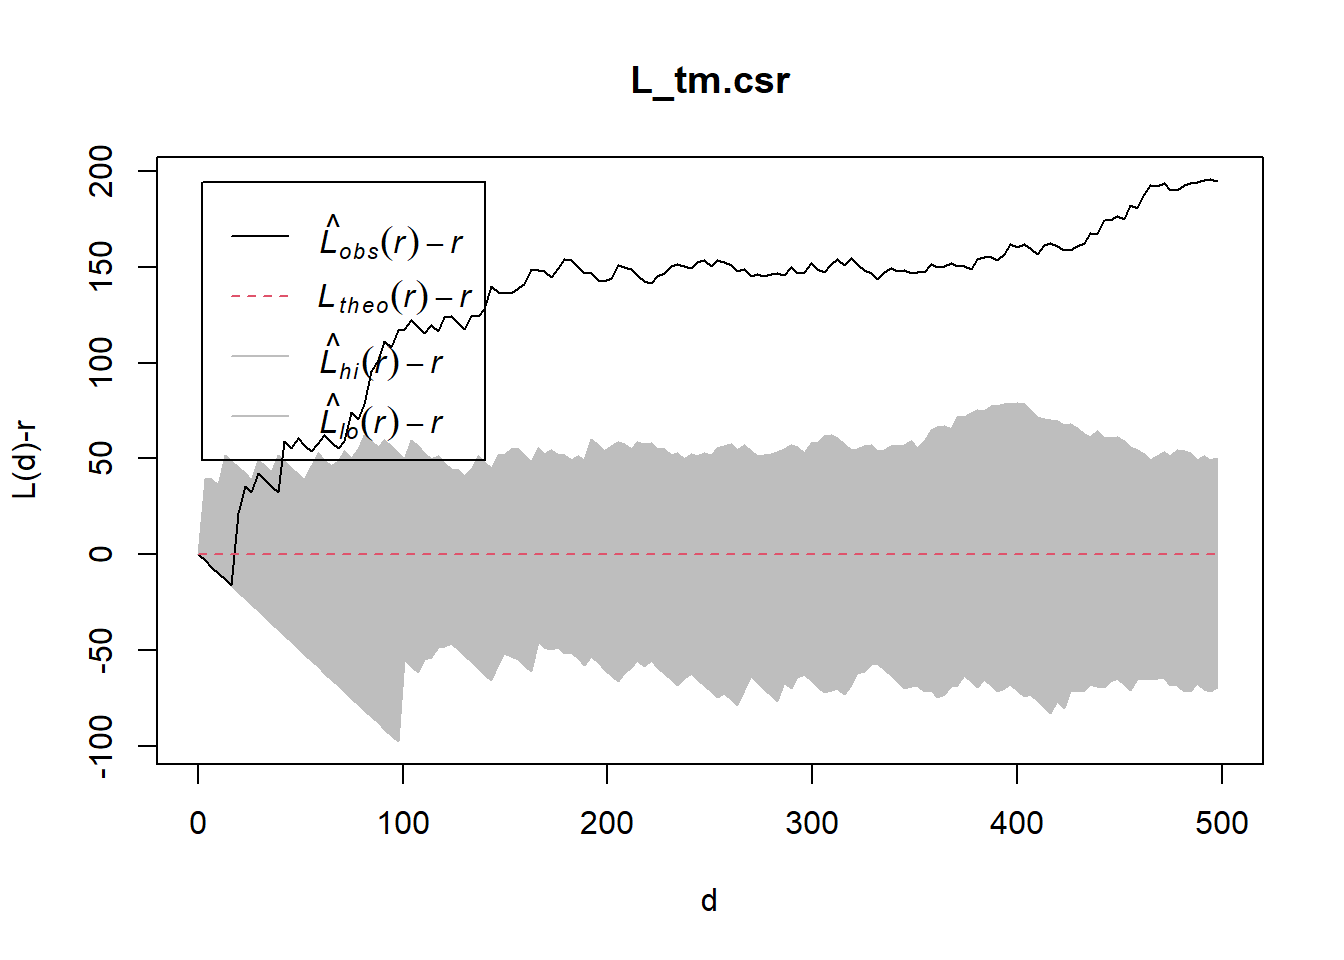 L_tm.csr
L(d)-r
200
150
100
50
0
-50
-100
L̂obs(r) − r
Ltheo(r) − r
L̂hi(r) − r
L̂lo(r) − r
0 100 200 300 400 500
d